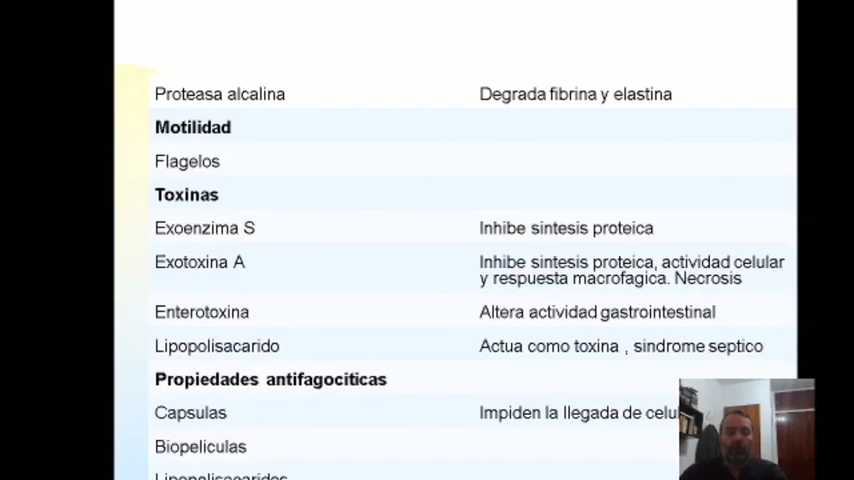 Proteasa alcalina Degrada fibrina y elastina
Motilidad
Flagelos
Toxinas
Exoenzima S Inhibe sintesis proteica
Exotoxina A Inhibe sintesis proteica, actividad celular
y respuesta macrofagica. Necrosis
Enterotoxina Altera actividad gastrointestinal
Lipopolisacarido Actua como toxina , sindrome septico
Propiedades antifagociticas
Capsulas Impiden la llegada de
Biopeliculas
Lipopolisacaridos